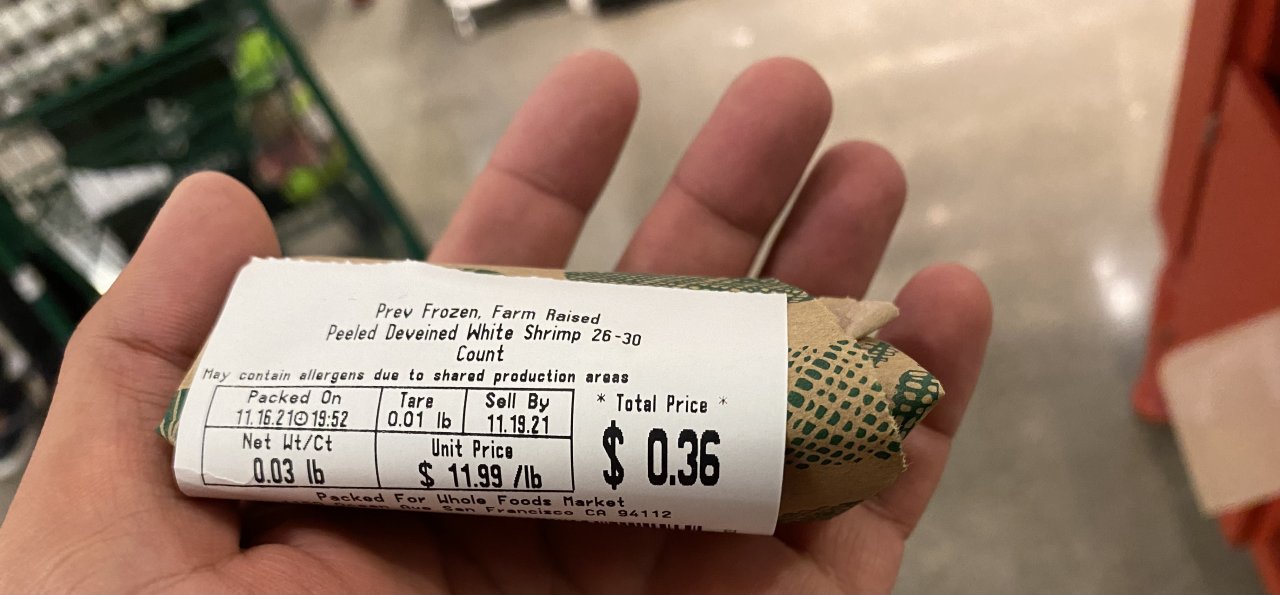 Prev Frozen, Farm Raised
Peeled Deveined White Shrimp 26-30
Count
May contain allergens due to shared production areas
Packed On
11.16.21 19:52
Tare
0.01 lb
Sell By
11.19.21
* Total Price *
$ 0.36
Net Wt/Ct
0.03 lb
Unit Price
$ 11.99 /lb
Packed For Whole Foods Market
Ave San Francisco CA 94112